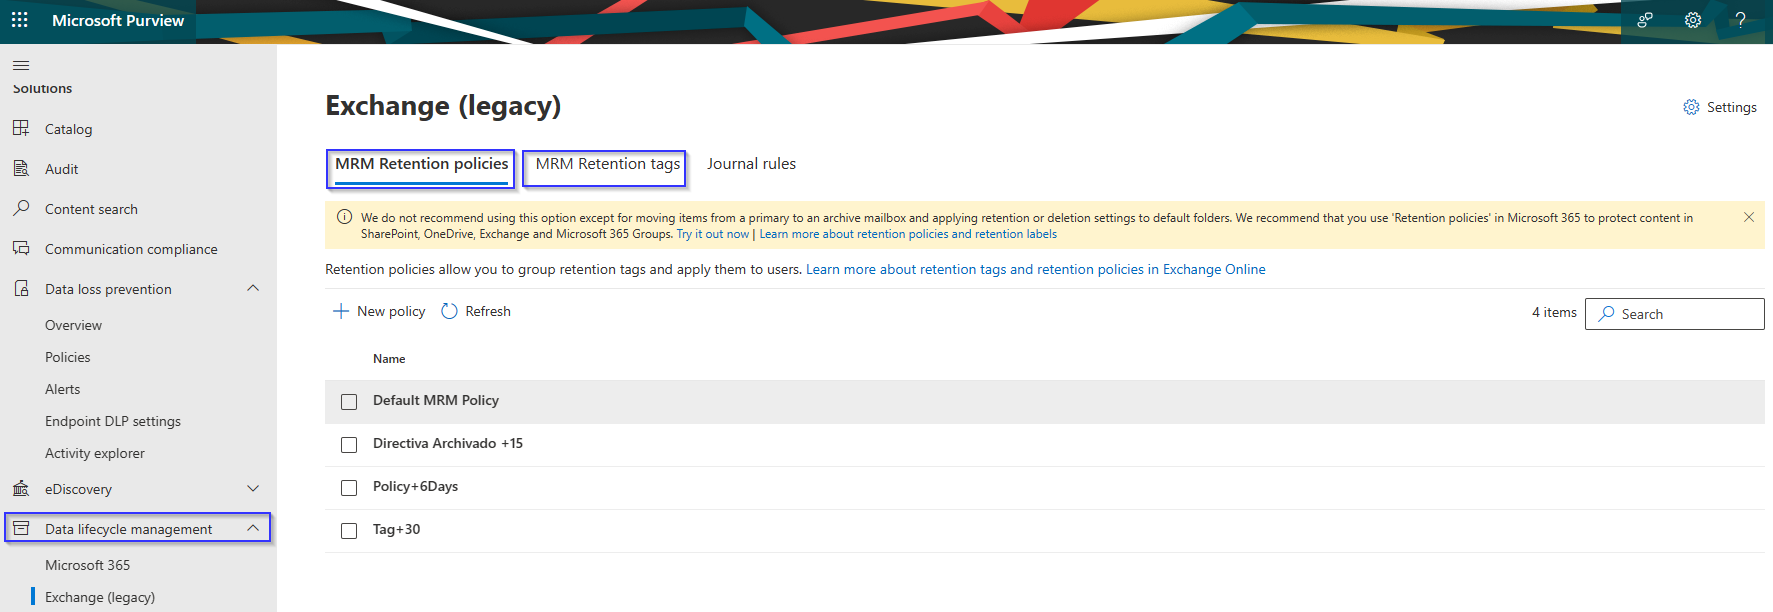 Microsoft Purview
Solutions
Catalog
Audit
Content search
Communication compliance
Data loss prevention
Overview
Policies
Alerts
Endpoint DLP settings
Activity explorer
eDiscovery
Data lifecycle management
Microsoft 365
Exchange (legacy)
Exchange (legacy)
Settings
MRM Retention policies
MRM Retention tags
Journal rules
We do not recommend using this option except for moving items from a primary to an archive mailbox and applying retention or deletion settings to default folders. We recommend that you use 'Retention policies' in Microsoft 365 to protect content in
SharePoint, OneDrive, Exchange and Microsoft 365 Groups. Try it out now | Learn more about retention policies and retention labels
Retention policies allow you to group retention tags and apply them to users. Learn more about retention tags and retention policies in Exchange Online
New policy
Refresh
4 items
Search
Name
Default MRM Policy
Directiva Archivado +15
Policy+6Days
Tag+30